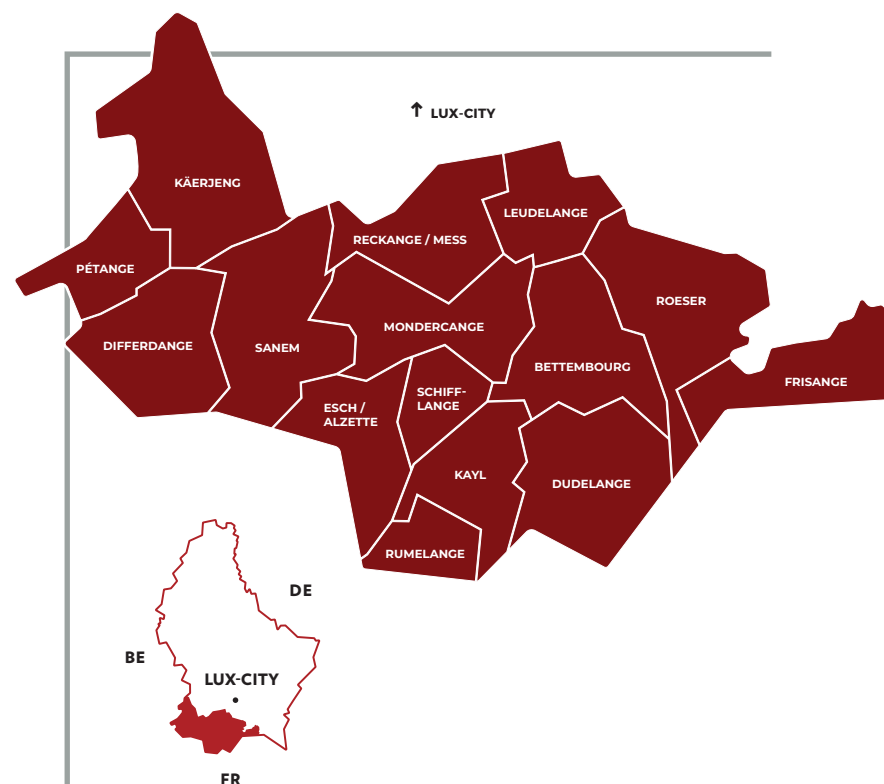 ↑ LUX-CITY
KÄERJENG
LEUDELANGE
RECKANGE / MESS
PÉTANGE
ROESER
MONDERCANGE
DIFFERDANGE
SANEM
BETTEMBOURG
FRISANGE
SCHIFF-
LANGE
ESCH /
ALZETTE
KAYL
DUDELANGE
RUMELANGE
DE
BE
LUX-CITY
FR